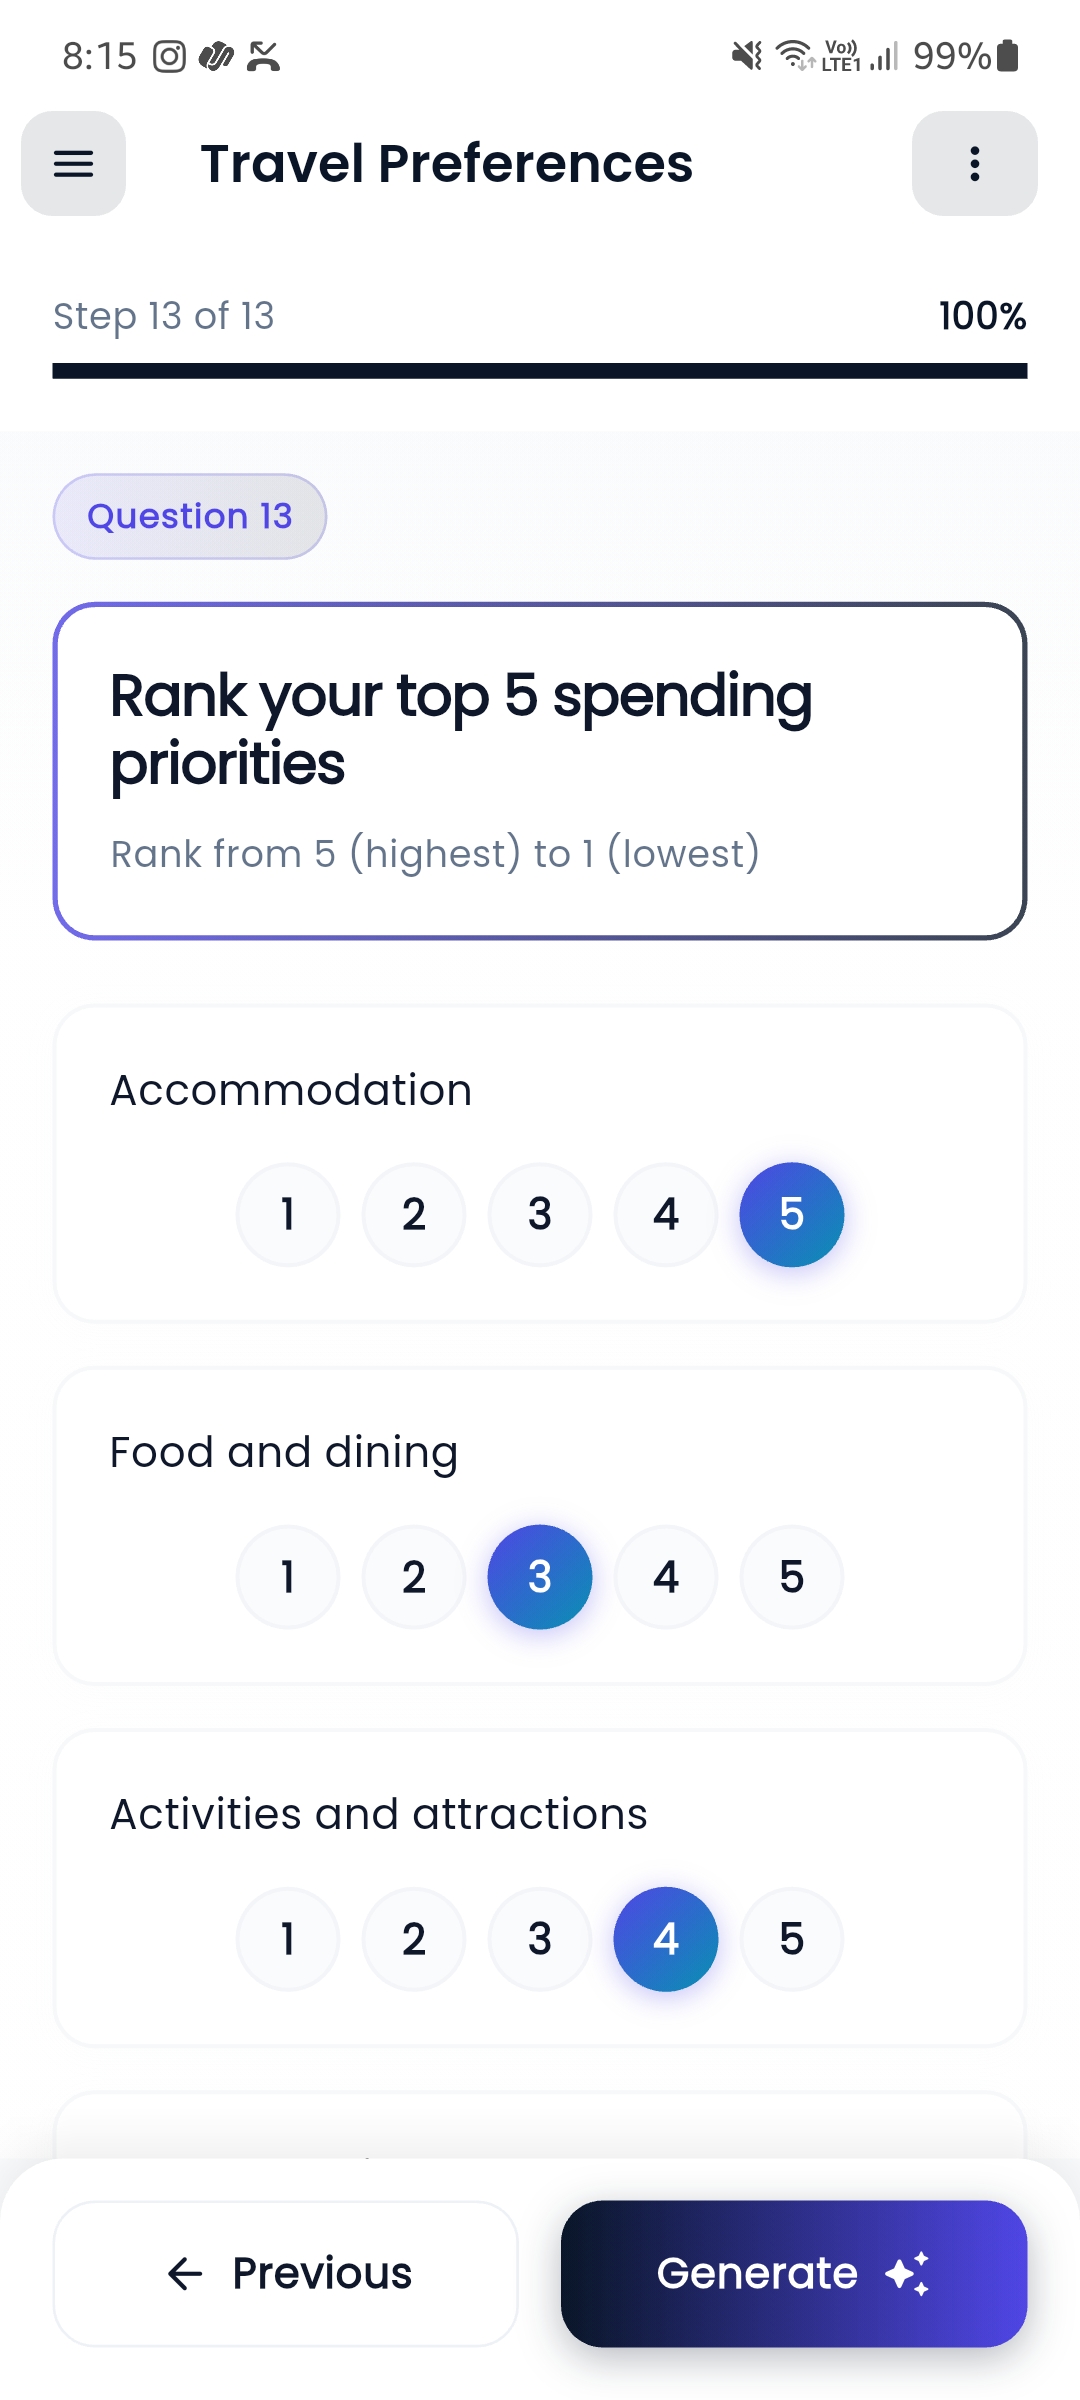 8:15 Vo)) LTE1 99%
Travel Preferences
Step 13 of 13 100%
Question 13
Rank your top 5 spending
priorities
Rank from 5 (highest) to 1 (lowest)
Accommodation
1 2 3 4 5
Food and dining
1 2 3 4 5
Activities and attractions
1 2 3 4 5
Previous Generate